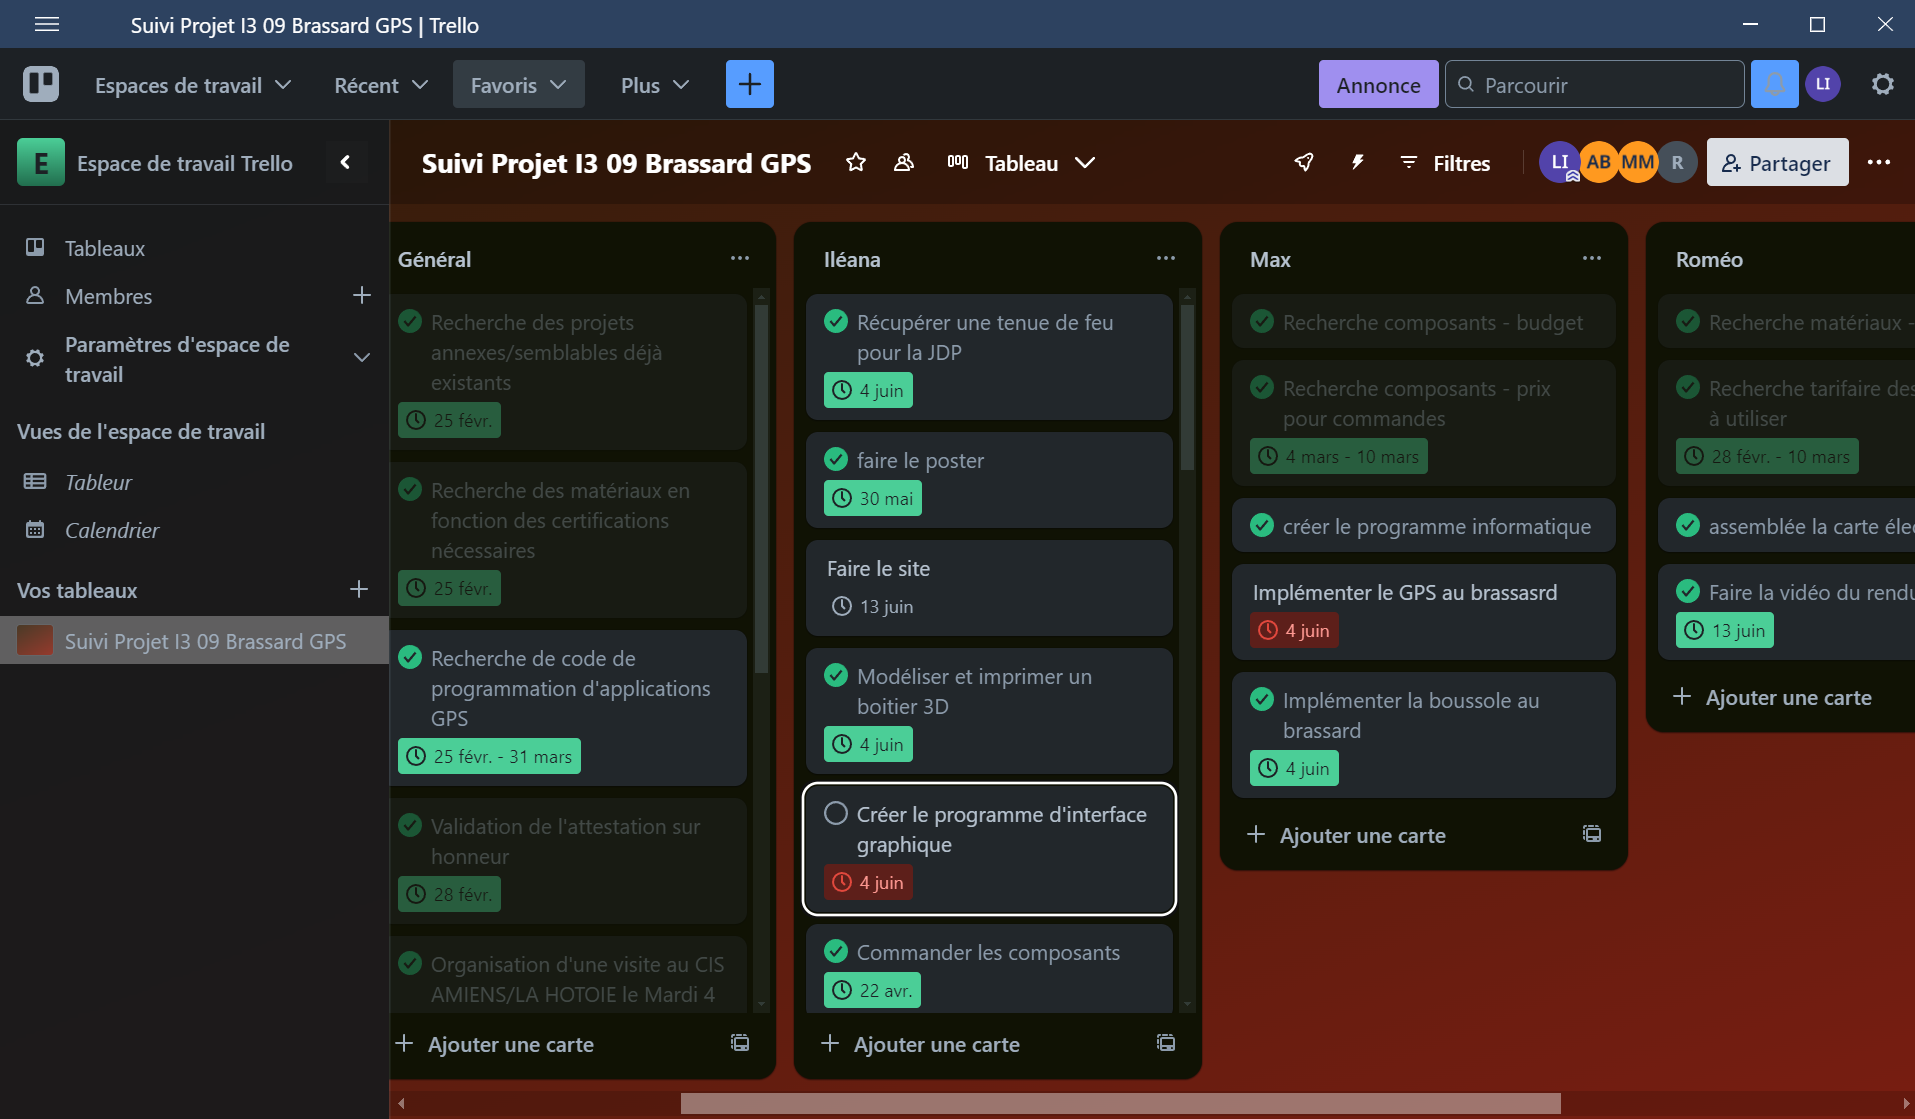 Suivi Projet I3 09 Brassard GPS | Trello
Espaces de travail
Récent
Favoris
Plus
Annonce
Parcourir
LI
E
Espace de travail Trello
Suivi Projet I3 09 Brassard GPS
Tableau
Filtres
LI
AB
MM
R
Partager
Tableaux
Membres
Paramètres d'espace de
travail
Vues de l'espace de travail
Tableur
Calendrier
Vos tableaux
Suivi Projet I3 09 Brassard GPS
Général
Recherche des projets
annexes/semblables déjà
existants
25 févr.
Recherche des matériaux en
fonction des certifications
nécessaires
25 févr.
Recherche de code de
programmation d'applications
GPS
25 févr. - 31 mars
Validation de l'attestation sur
honneur
28 févr.
Organisation d'une visite au CIS
AMIENS/LA HOTOIE le Mardi 4
Ajouter une carte
Iléana
Récupérer une tenue de feu
pour la JDP
4 juin
faire le poster
30 mai
Faire le site
13 juin
Modéliser et imprimer un
boitier 3D
4 juin
Créer le programme d'interface
graphique
4 juin
Commander les composants
22 avr.
Ajouter une carte
Max
Recherche composants - budget
Recherche composants - prix
pour commandes
4 mars - 10 mars
créer le programme informatique
Implémenter le GPS au brassasrd
4 juin
Implémenter la boussole au
brassard
4 juin
Ajouter une carte
Roméo
Recherche matériaux -
Recherche tarifaire des
à utiliser
28 févr. - 10 mars
assemblée la carte
Faire la vidéo du
13 juin
Ajouter une carte